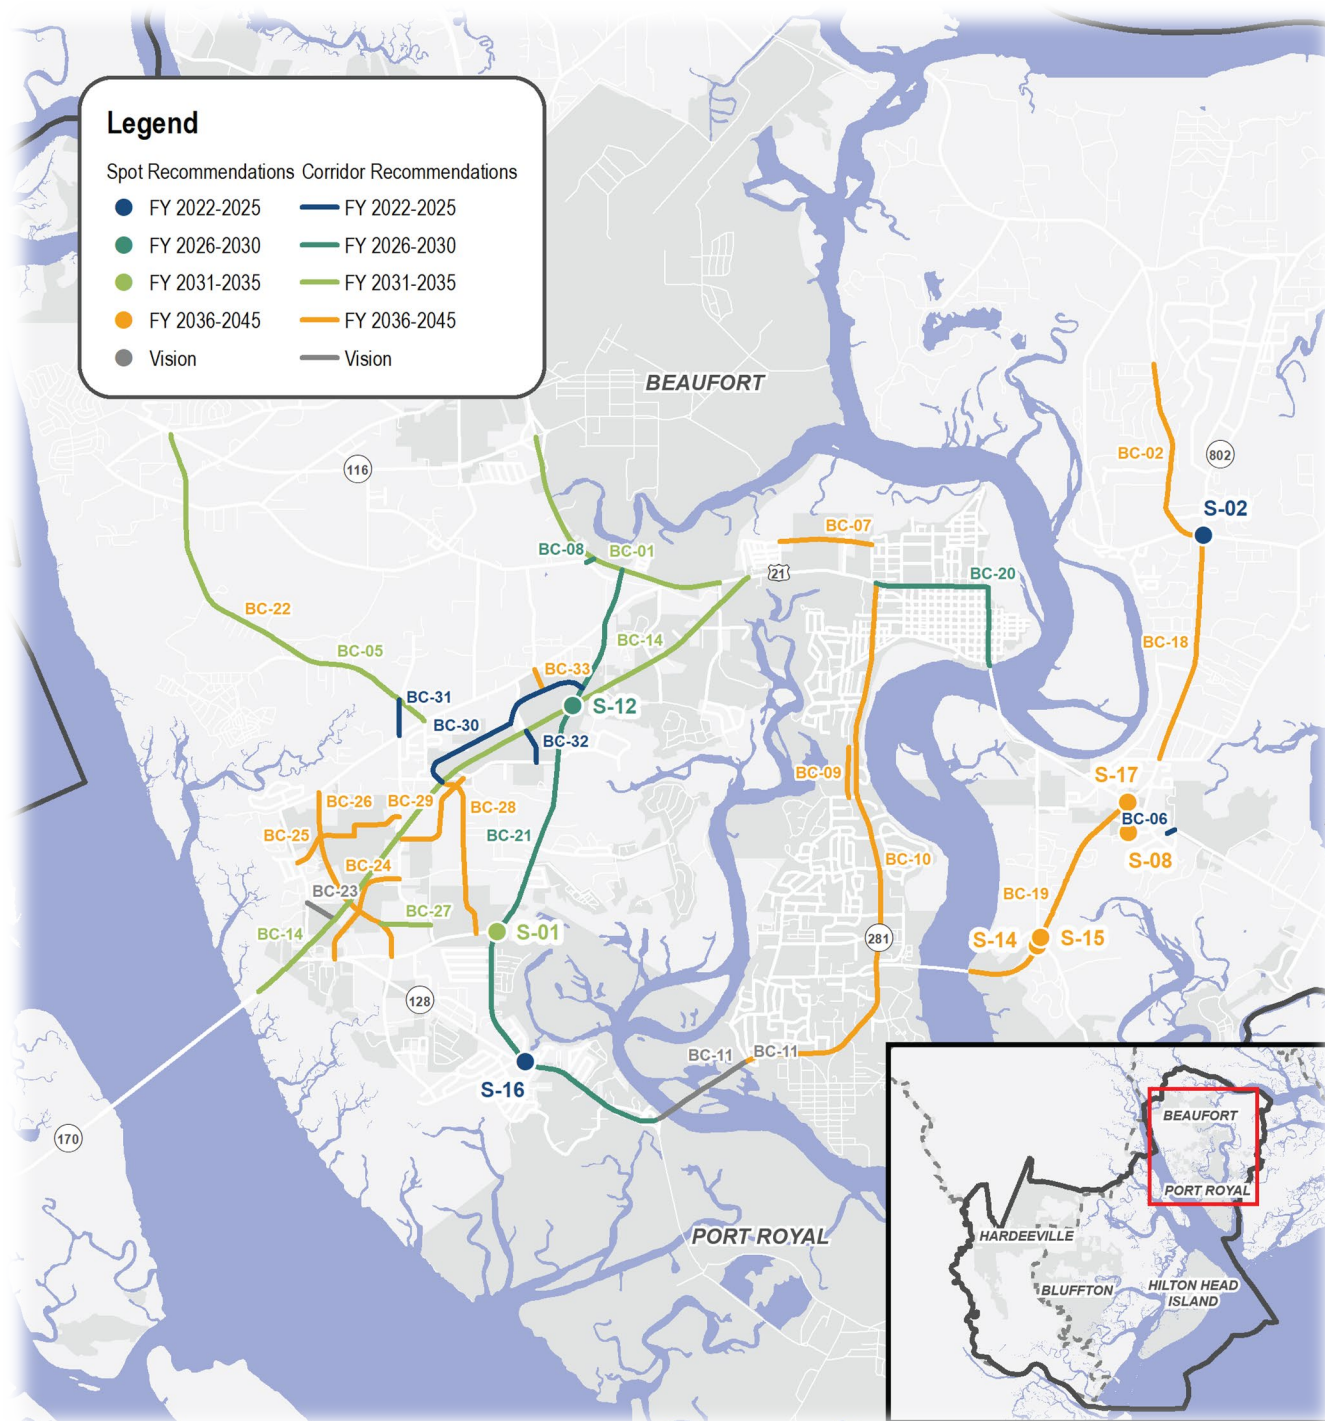 Legend
Spot Recommendations Corridor Recommendations
FY 2022-2025 FY 2022-2025
FY 2026-2030 FY 2026-2030
FY 2031-2035 FY 2031-2035
FY 2036-2045 FY 2036-2045
Vision Vision
BEAUFORT
116
BC-02
802
S-02
BC-07
BC-08
BC-01
21
BC-20
BC-22
BC-14
BC-18
BC-05
BC-33
BC-31
S-12
BC-30
BC-32
BC-09
S-17
BC-26
BC-29
BC-28
BC-06
BC-25
BC-21
S-08
BC-24
BC-10
BC-23
BC-19
BC-27
BC-14
S-01
281
S-14
S-15
128
BC-11
BC-11
S-16
170
PORT ROYAL
BEAUFORT
PORT ROYAL
HARDEEVILLE
BLUFFTON
HILTON HEAD
ISLAND